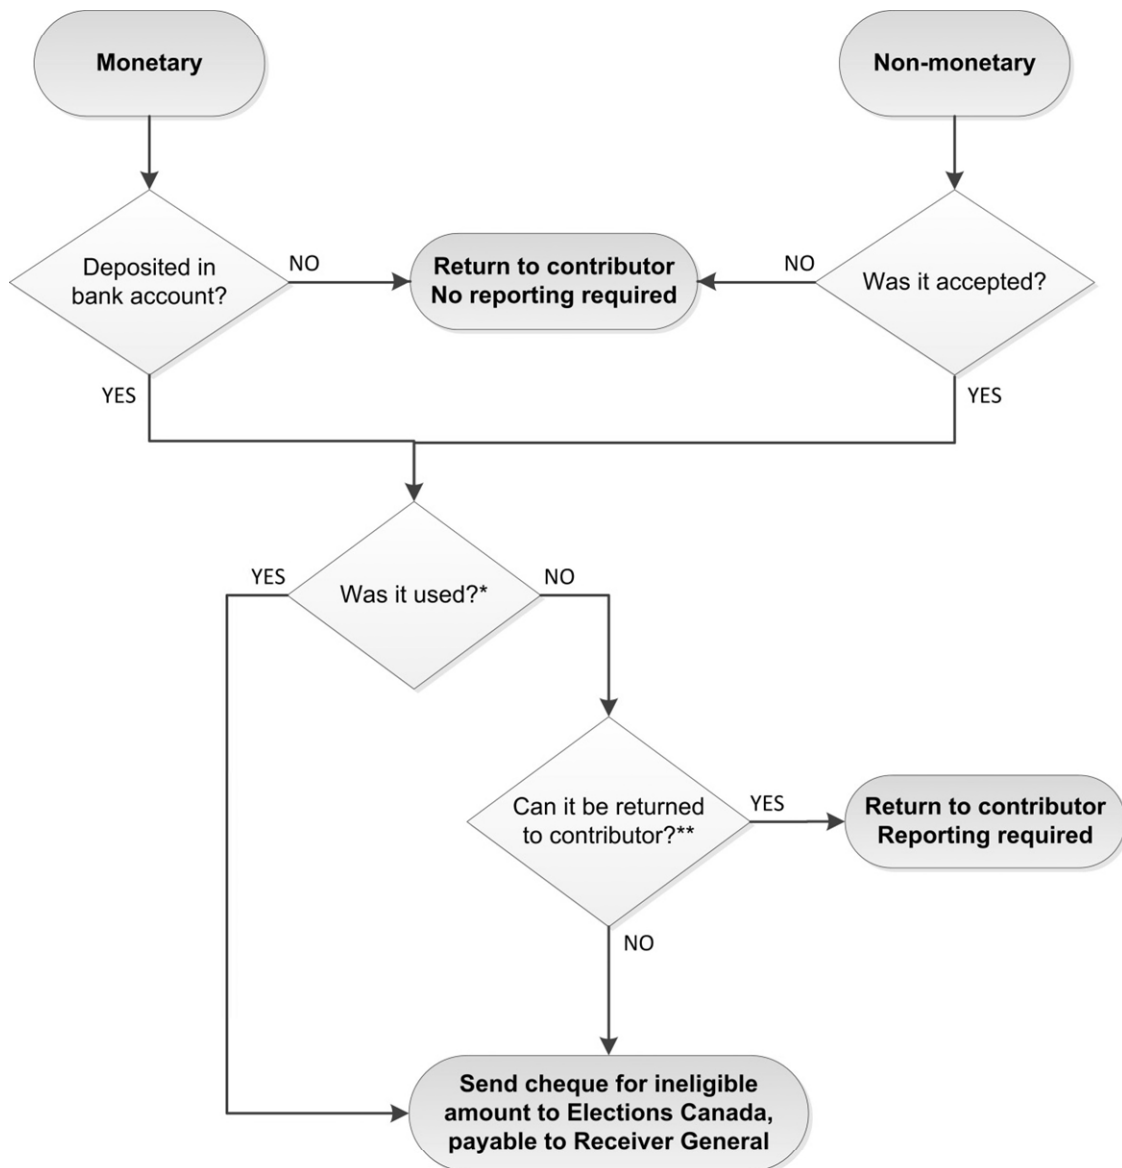 Monetary
Non-monetary
Deposited in
bank account?
NO
Return to contributor
No reporting required
NO
Was it accepted?
YES
YES
YES
Was it used?*
NO
Can it be returned
to contributor?**
YES
Return to contributor
Reporting required
NO
Send cheque for ineligible
amount to Elections Canada,
payable to Receiver General